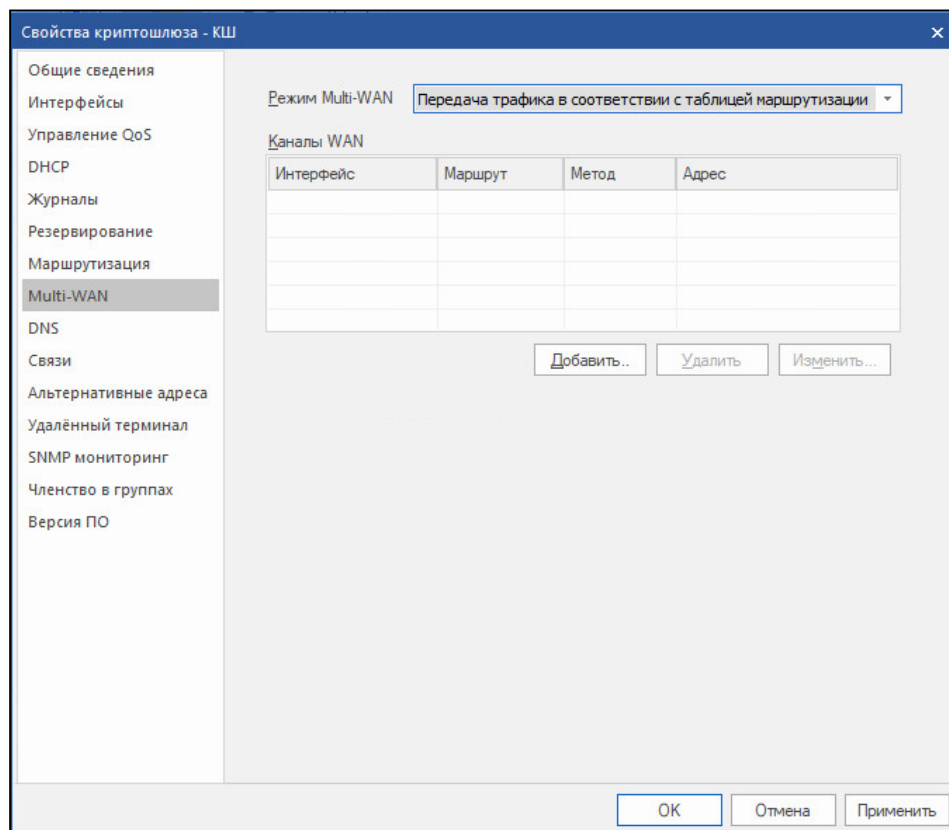 Свойства криптошлюза - КШ
Общие сведения
Интерфейсы
Управление QoS
DHCP
Журналы
Резервирование
Маршрутизация
Multi-WAN
DNS
Связи
Альтернативные адреса
Удалённый терминал
SNMP мониторинг
Членство в группах
Версия ПО
Режим Multi-WAN Передача трафика в соответствии с таблицей маршрутизации
Каналы WAN
Интерфейс Маршрут Метод Адрес
Добавить.. Удалить Изменить...
OK Отмена Применить